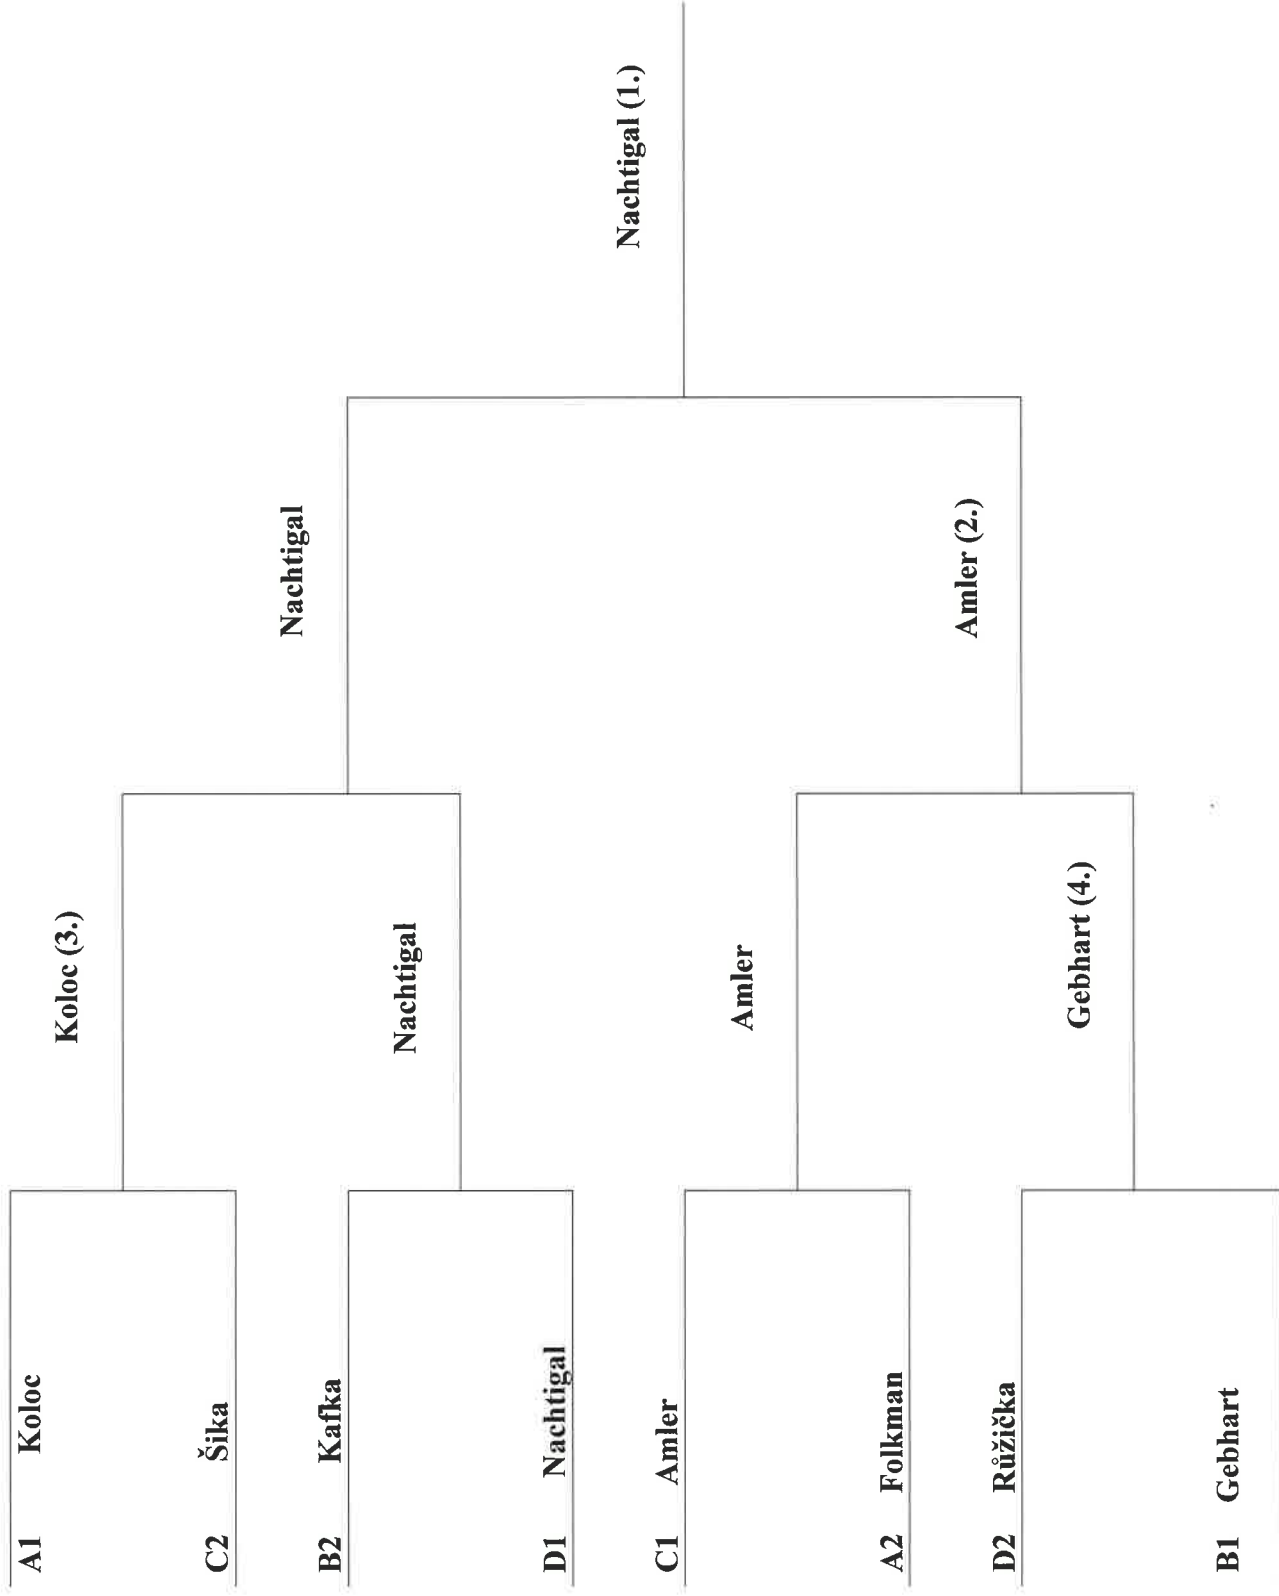 A1 Koloc
C2 Šika
B2 Kafka
D1 Nachtigal
C1 Amler
A2 Folkman
D2 Růžička
B1 Gebhart
Koloc (3.)
Nachtigal
Amler
Gebhart (4.)
Nachtigal
Amler (2.)
Nachtigal (1.)